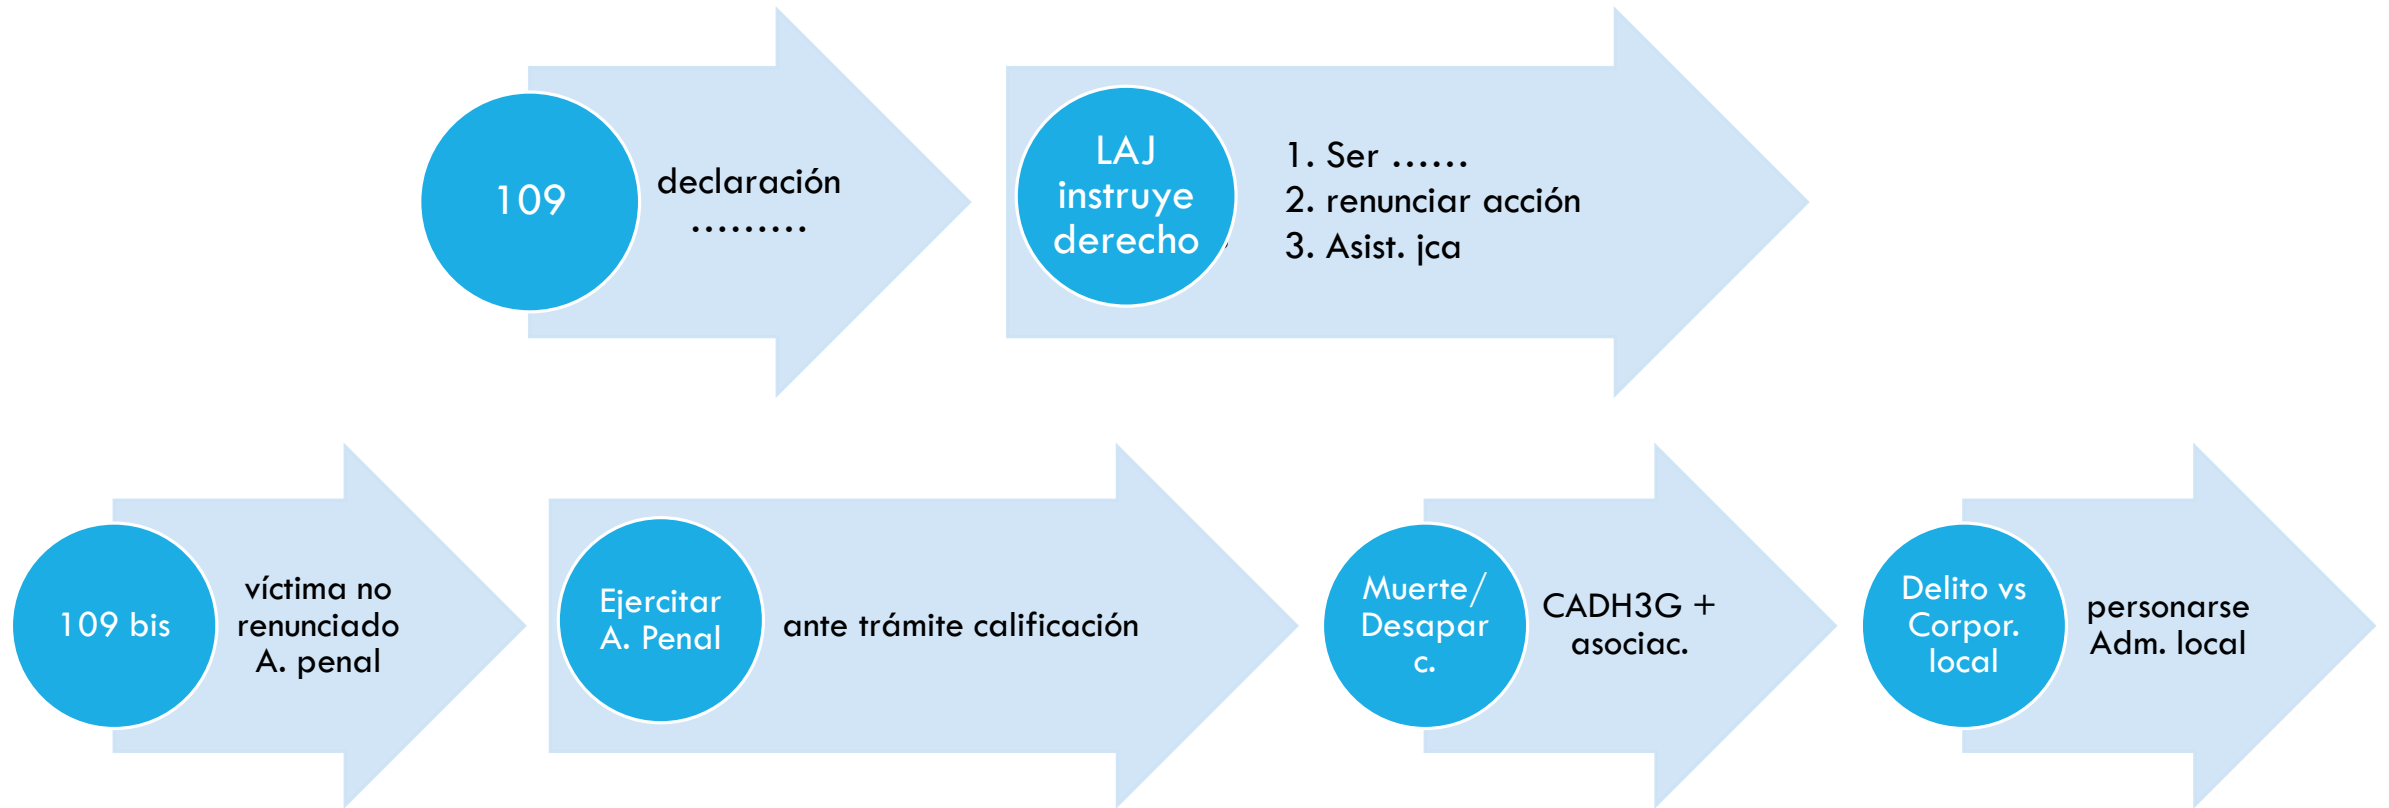 109
declaración
.........
LAJ
instruye
derecho
1. Ser ......
2. renunciar acción
3. Asist. jca
109 bis
víctima no
renunciado
A. penal
Ejercitar
A. Penal
ante trámite calificación
Muerte/
Desapar
c.
CADH3G +
asociac.
Delito vs
Corpor.
local
personarse
Adm. local